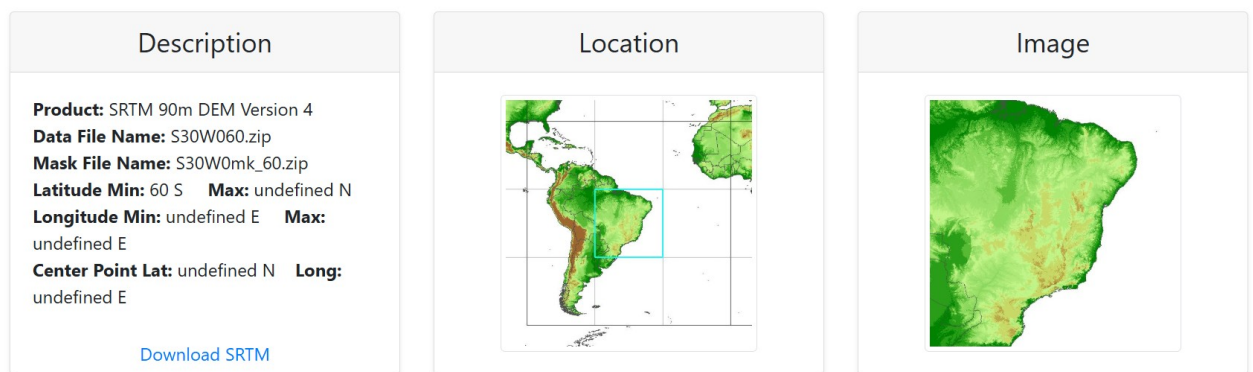 Description
Product: SRTM 90m DEM Version 4
Data File Name: S30W060.zip
Mask File Name: S30W0mk_60.zip
Latitude Min: 60 S Max: undefined N
Longitude Min: undefined E Max:
undefined E
Center Point Lat: undefined N Long:
undefined E
Download SRTM
Location
Image